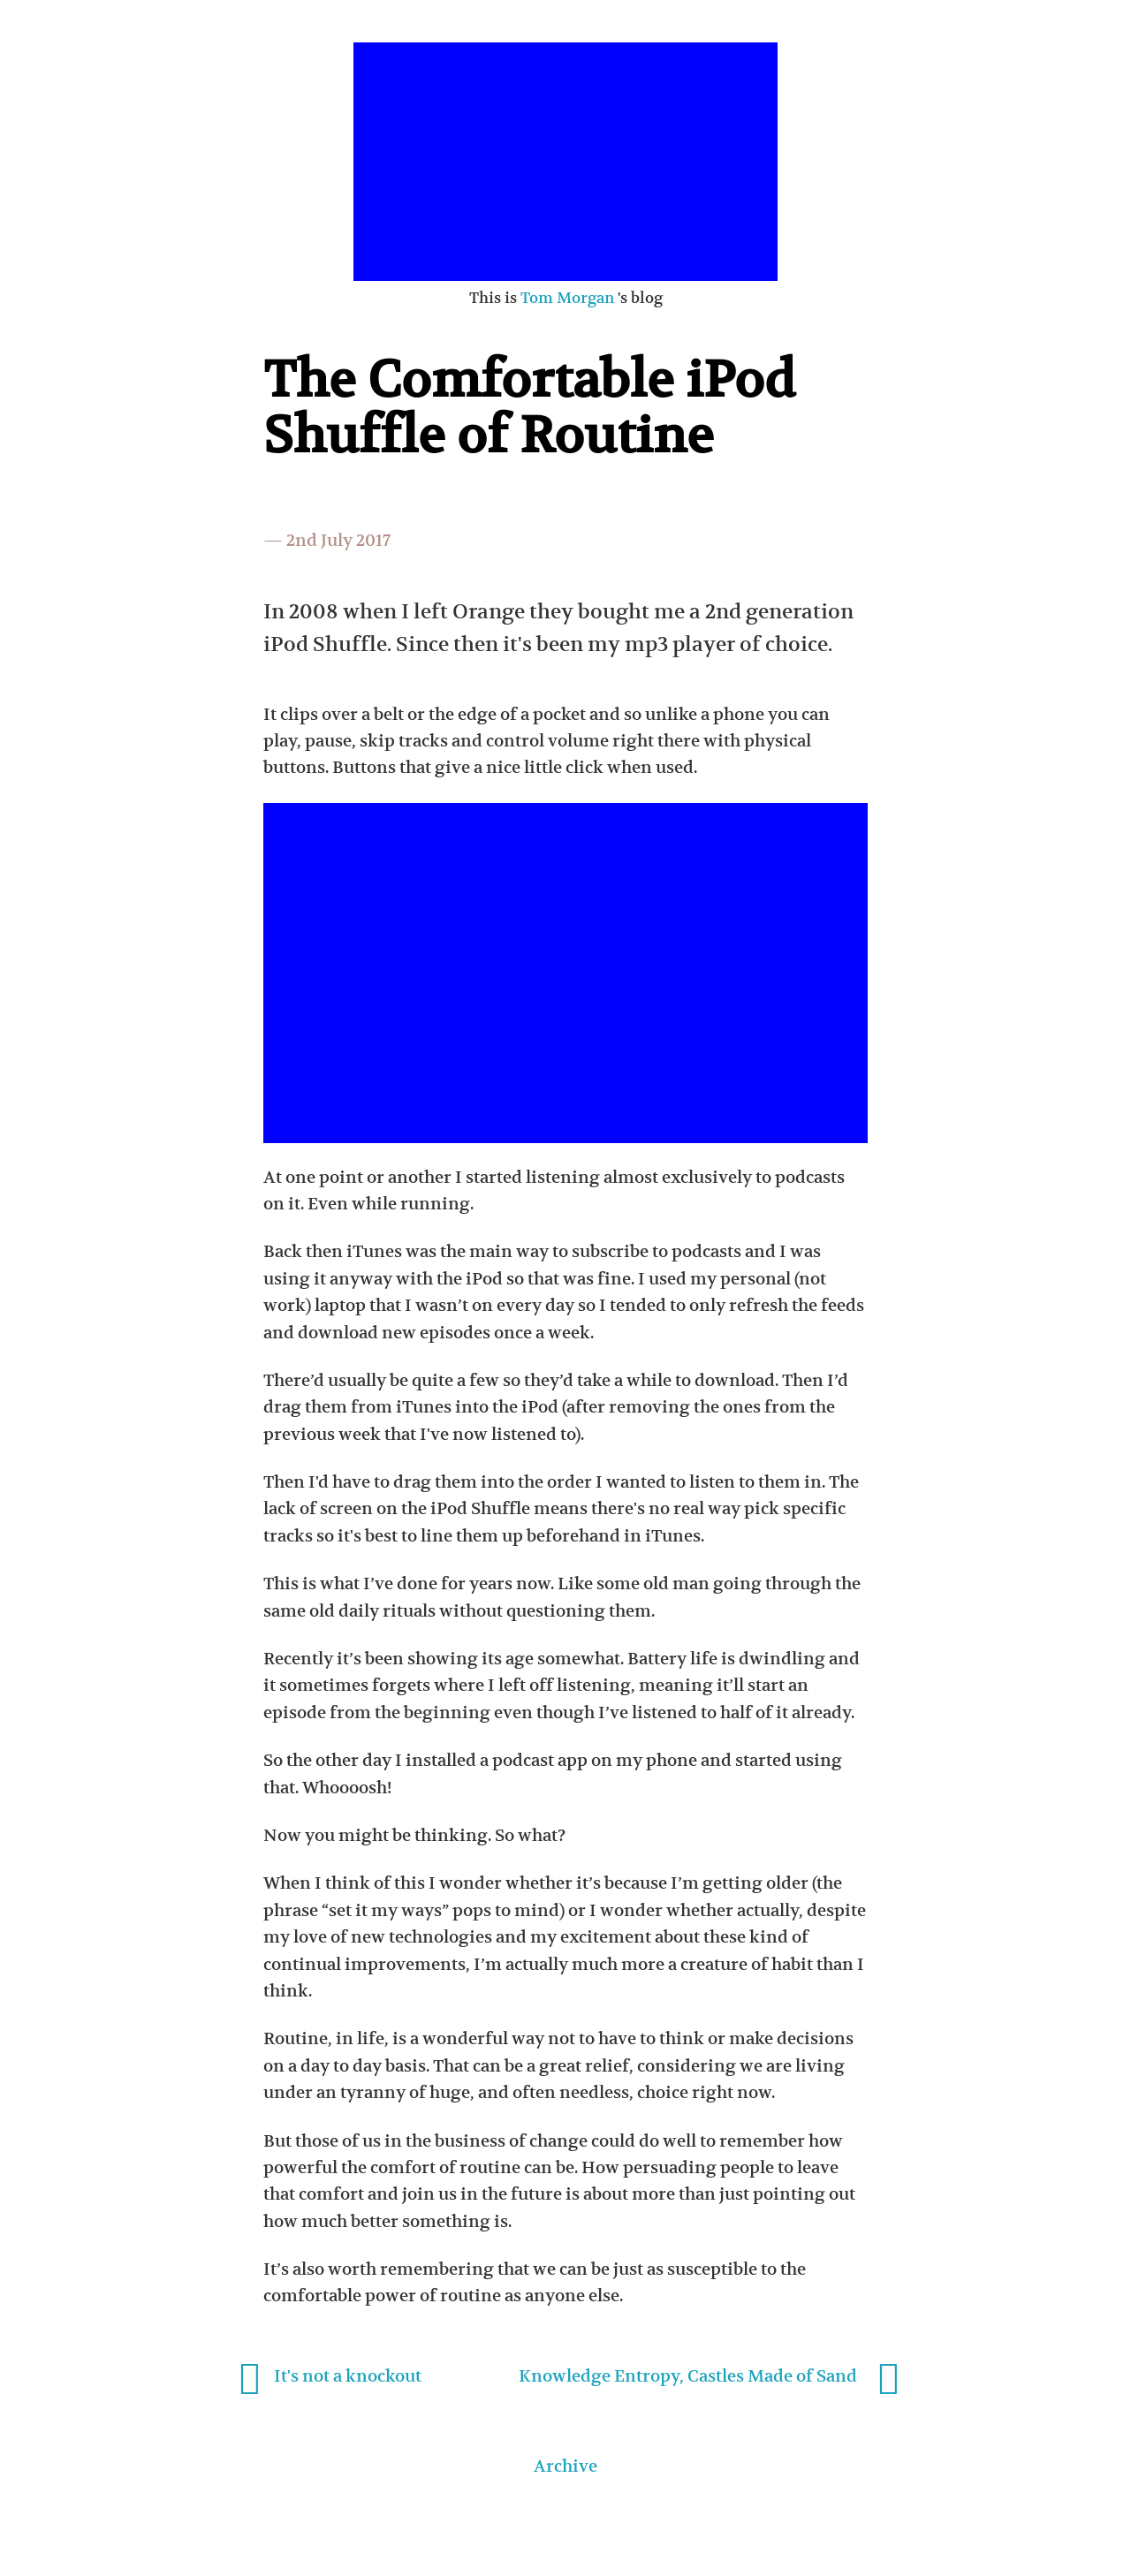 This is Tom Morgan 's blog
The Comfortable iPod
Shuffle of Routine
— 2nd July 2017
In 2008 when I left Orange they bought me a 2nd generation
iPod Shuffle. Since then it's been my mp3 player of choice.
It clips over a belt or the edge of a pocket and so unlike a phone you can
play, pause, skip tracks and control volume right there with physical
buttons. Buttons that give a nice little click when used.
At one point or another I started listening almost exclusively to podcasts
on it. Even while running.
Back then iTunes was the main way to subscribe to podcasts and I was
using it anyway with the iPod so that was fine. I used my personal (not
work) laptop that I wasn’t on every day so I tended to only refresh the feeds
and download new episodes once a week.
There’d usually be quite a few so they’d take a while to download. Then I’d
drag them from iTunes into the iPod (after removing the ones from the
previous week that I've now listened to).
Then I'd have to drag them into the order I wanted to listen to them in. The
lack of screen on the iPod Shuffle means there's no real way pick specific
tracks so it's best to line them up beforehand in iTunes.
This is what I’ve done for years now. Like some old man going through the
same old daily rituals without questioning them.
Recently it’s been showing its age somewhat. Battery life is dwindling and
it sometimes forgets where I left off listening, meaning it’ll start an
episode from the beginning even though I’ve listened to half of it already.
So the other day I installed a podcast app on my phone and started using
that. Whoooosh!
Now you might be thinking. So what?
When I think of this I wonder whether it’s because I’m getting older (the
phrase “set it my ways” pops to mind) or I wonder whether actually, despite
my love of new technologies and my excitement about these kind of
continual improvements, I’m actually much more a creature of habit than I
think.
Routine, in life, is a wonderful way not to have to think or make decisions
on a day to day basis. That can be a great relief, considering we are living
under an tyranny of huge, and often needless, choice right now.
But those of us in the business of change could do well to remember how
powerful the comfort of routine can be. How persuading people to leave
that comfort and join us in the future is about more than just pointing out
how much better something is.
It’s also worth remembering that we can be just as susceptible to the
comfortable power of routine as anyone else.
It's not a knockout
Knowledge Entropy, Castles Made of Sand
Archive